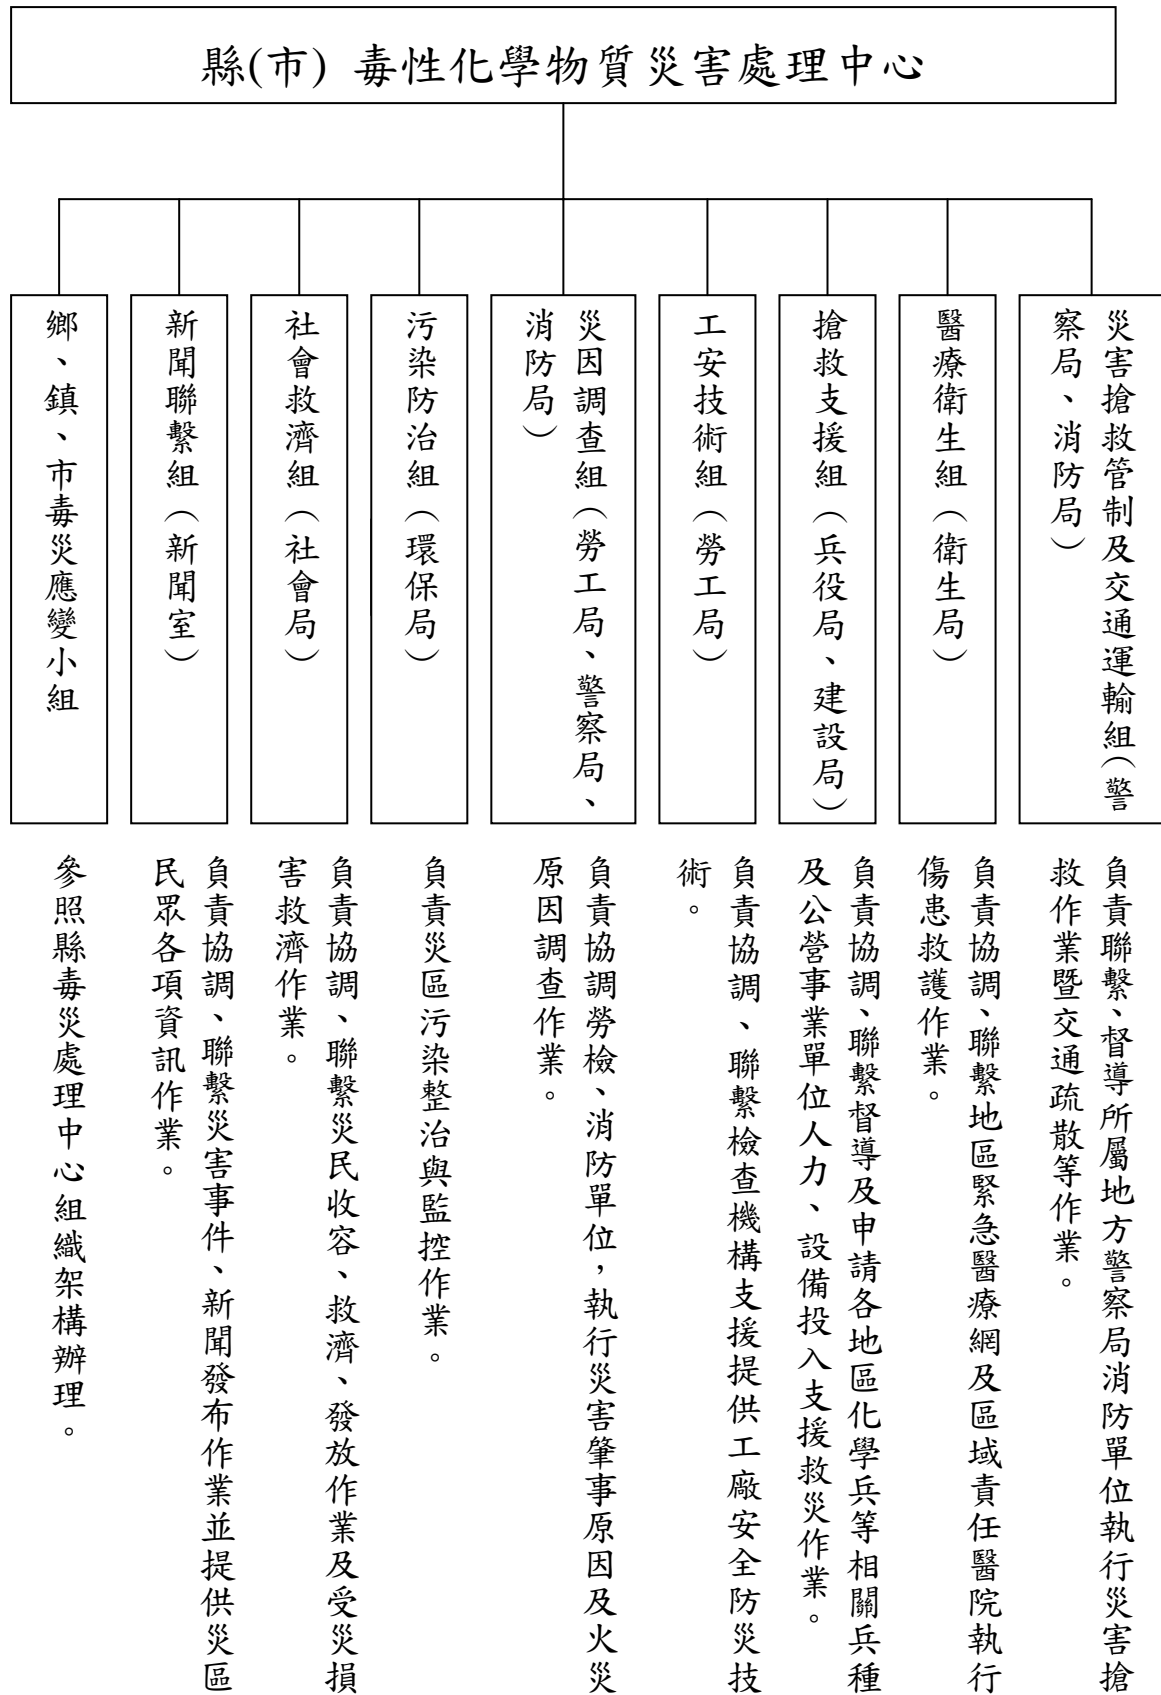 縣(市) 毒性化學物質災害處理中心
災害搶救管制及交通運輸組（警
察局、消防局）
醫療衛生組（衛生局）
搶救支援組（兵役局、建設局）
工安技術組（勞工局）
災因調查組（勞工局、警察局、
消防局）
污染防治組（環保局）
社會救濟組（社會局）
新聞聯繫組（新聞室）
鄉、鎮、市毒災應變小組
負責聯繫、督導所屬地方警察局消防單位執行災害搶
救作業暨交通疏散等作業。
負責協調、聯繫地區緊急醫療網及區域責任醫院執行
傷患救護作業。
負責協調、聯繫督導及申請各地區化學兵等相關兵種
及公營事業單位人力、設備投入支援救災作業。
負責協調、聯繫檢查機構支援提供工廠安全防災技
術。
負責協調勞檢、消防單位，執行災害肇事原因及火災
原因調查作業。
負責災區污染整治與監控作業。
負責協調、聯繫災民收容、救濟、發放作業及受災損
害救濟作業。
負責協調、聯繫災害事件、新聞發布作業並提供災區
民眾各項資訊作業。
參照縣毒災處理中心組織架構辦理。